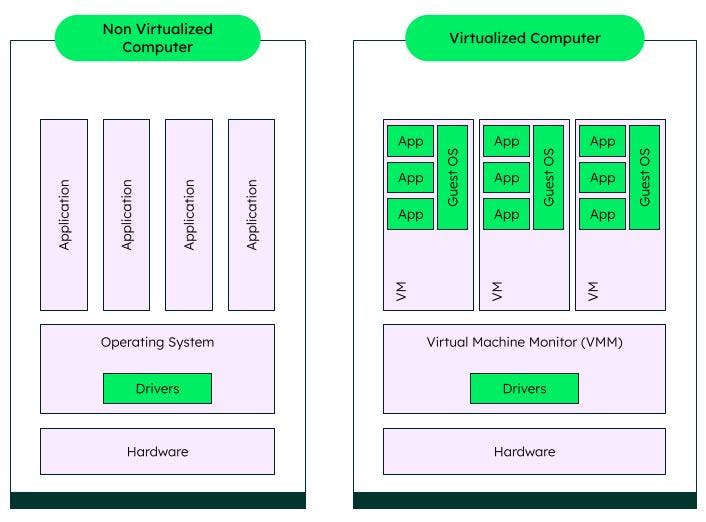 Non Virtualized
Computer
Application
Application
Application
Application
Operating System
Drivers
Hardware
Virtualized Computer
App
App
App
Guest OS
VM
App
App
App
Guest OS
VM
App
App
App
Guest OS
VM
Virtual Machine Monitor (VMM)
Drivers
Hardware